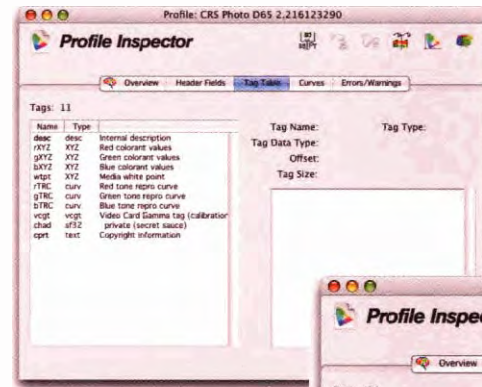 Profile: CRS Photo D65 2,216123290
Profile Inspector
Overview Header Fields Tag Table Curves Errors/Warnings
Tags: 11
Name Type
desc desc Internal description
rXYZ XYZ Red colorant values
gXYZ XYZ Green colorant values
bXYZ XYZ Blue colorant values
wtpt XYZ Media white point
rTRC curv Red tone repro curve
gTRC curv Green tone repro curve
bTRC curv Blue tone repro curve
vcgt vcgt Video Card Gamma tag (calibration
chad sf32 private (secret sauce)
cprt text Copyright information
Tag Name: Tag Type:
Tag Data Type:
Offset:
Tag Size:
Profile Inspe
Overview